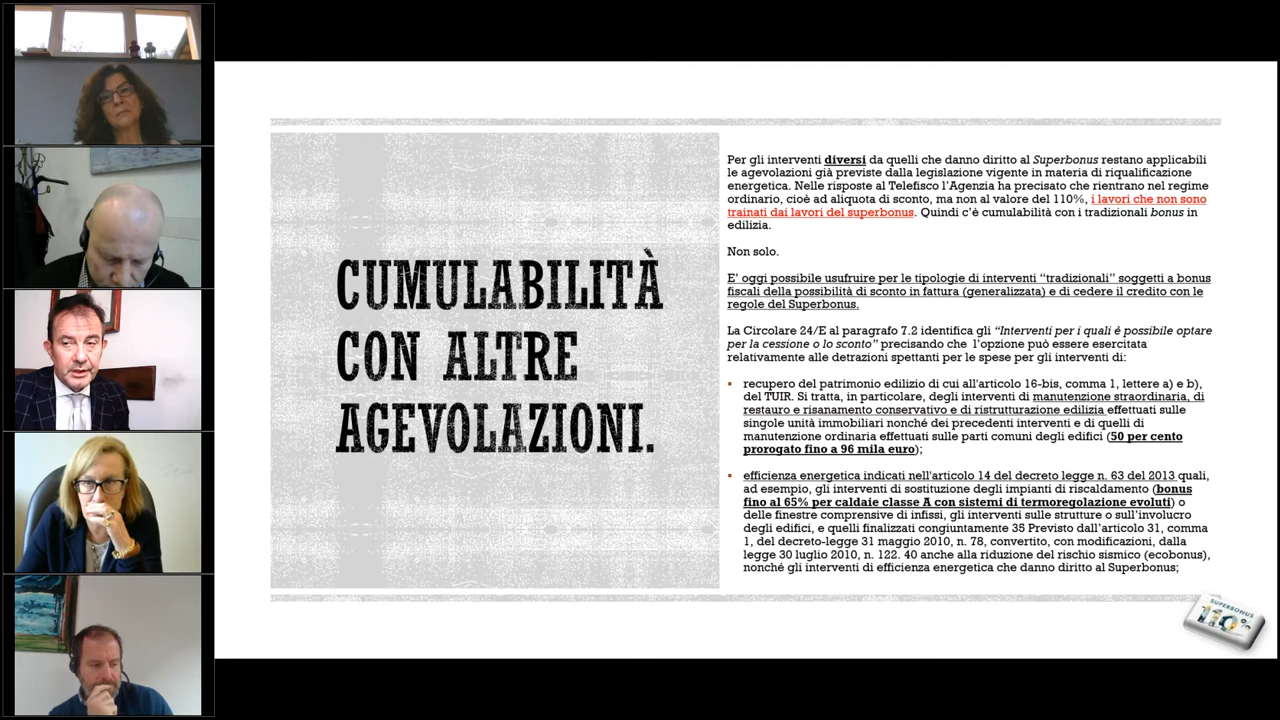 CUMULABILITÀ
CON ALTRE
AGEVOLAZIONI.
Per gli interventi diversi da quelli che danno diritto al Superbonus restano applicabili
le agevolazioni già previste dalla legislazione vigente in materia di riqualificazione
energetica. Nelle risposte al Telefisco l'Agenzia ha precisato che rientrano nel regime
ordinario, cioè ad aliquota di sconto, ma non al valore del 110%, i lavori che non sono
trainati dai lavori del superbonus. Quindi c'è cumulabilità con i tradizionali bonus in
edilizia.
Non solo.
E' oggi possibile usufruire per le tipologie di interventi “tradizionali” soggetti a bonus
fiscali della possibilità di sconto in fattura (generalizzata) e di cedere il credito con le
regole del Superbonus.
La Circolare 24/E al paragrafo 7.2 identifica gli “Interventi per i quali è possibile optare
per la cessione o lo sconto” precisando che l'opzione può essere esercitata
relativamente alle detrazioni spettanti per le spese per gli interventi di:
▪ recupero del patrimonio edilizio di cui all'articolo 16-bis, comma 1, lettere a) e b),
del TUIR. Si tratta, in particolare, degli interventi di manutenzione straordinaria, di
restauro e risanamento conservativo e di ristrutturazione edilizia effettuati sulle
singole unità immobiliari nonché dei precedenti interventi e di quelli di
manutenzione ordinaria effettuati sulle parti comuni degli edifici (50 per cento
prorogato fino a 96 mila euro);
▪ efficienza energetica indicati nell'articolo 14 del decreto legge n. 63 del 2013 quali,
ad esempio, gli interventi di sostituzione degli impianti di riscaldamento (bonus
fino al 65% per caldaie classe A con sistemi di termoregolazione evoluti) o
delle finestre comprensive di infissi, gli interventi sulle strutture o sull'involucro
degli edifici, e quelli finalizzati congiuntamente 35 Previsto dall'articolo 31, comma
1, del decreto-legge 31 maggio 2010, n. 78, convertito, con modificazioni, dalla
legge 30 luglio 2010, n. 122. 40 anche alla riduzione del rischio sismico (ecobonus),
nonché gli interventi di efficienza energetica che danno diritto al Superbonus;
SUPERBONUS
110%